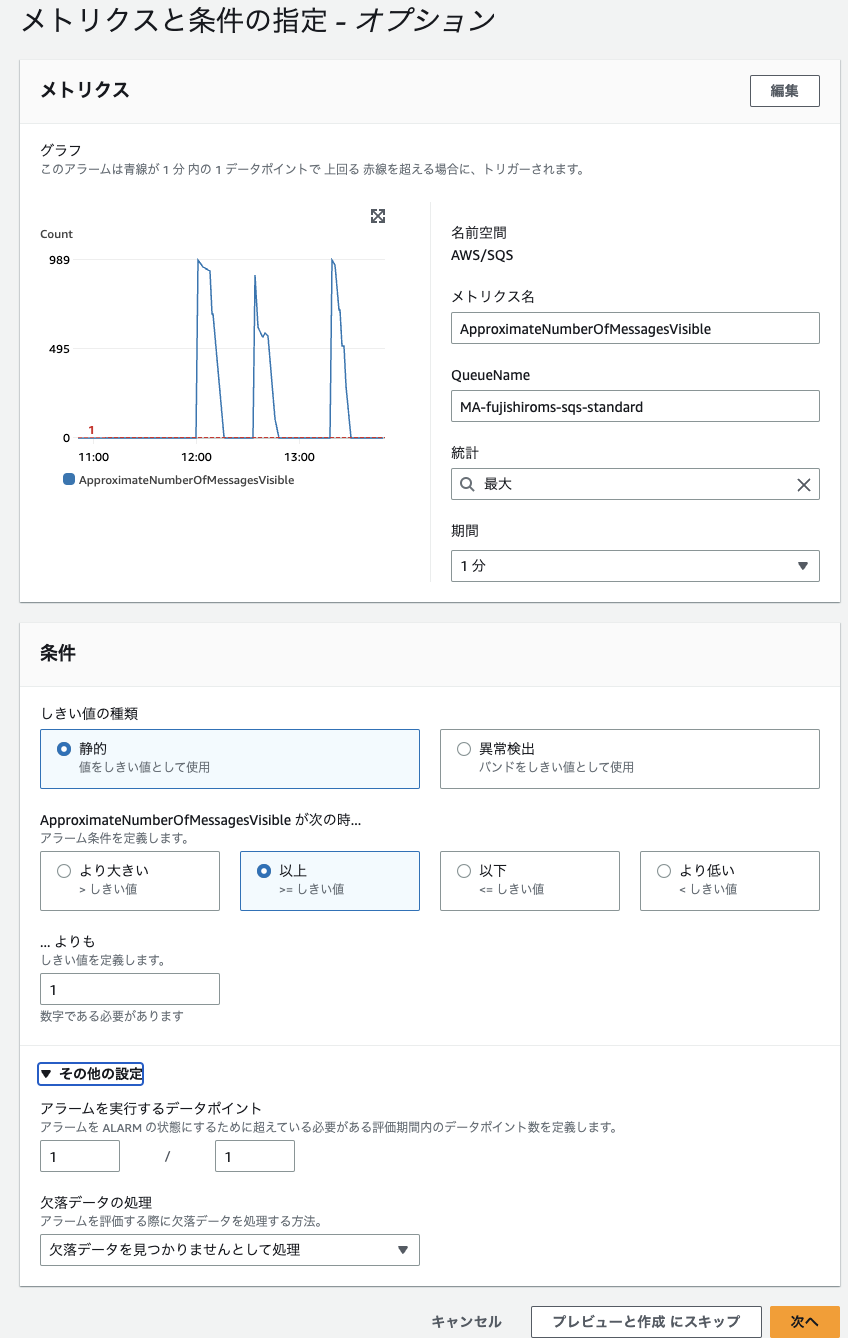 メトリクスと条件の指定 - オプション
メトリクス
編集
グラフ
このアラームは青線が 1 分 内の 1 データポイントで 上回る 赤線を超える場合に、トリガーされます。
Count
989
495
0
1
11:00
12:00
13:00
ApproximateNumberOfMessagesVisible
名前空間
AWS/SQS
メトリクス名
ApproximateNumberOfMessagesVisible
QueueName
MA-fujishiroms-sqs-standard
統計
最大
期間
1 分
条件
しきい値の種類
静的
値をしきい値として使用
異常検出
バンドをしきい値として使用
ApproximateNumberOfMessagesVisible が次の時...
アラーム条件を定義します。
より大きい
> しきい値
以上
>= しきい値
以下
<= しきい値
より低い
< しきい値
... よりも
しきい値を定義します。
1
数字である必要があります
その他の設定
アラームを実行するデータポイント
アラームを ALARM の状態にするために超えている必要がある評価期間内のデータポイント数を定義します。
1 / 1
欠落データの処理
アラームを評価する際に欠落データを処理する方法。
欠落データを見つかりませんとして処理
キャンセル
プレビューと作成 にスキップ
次へ